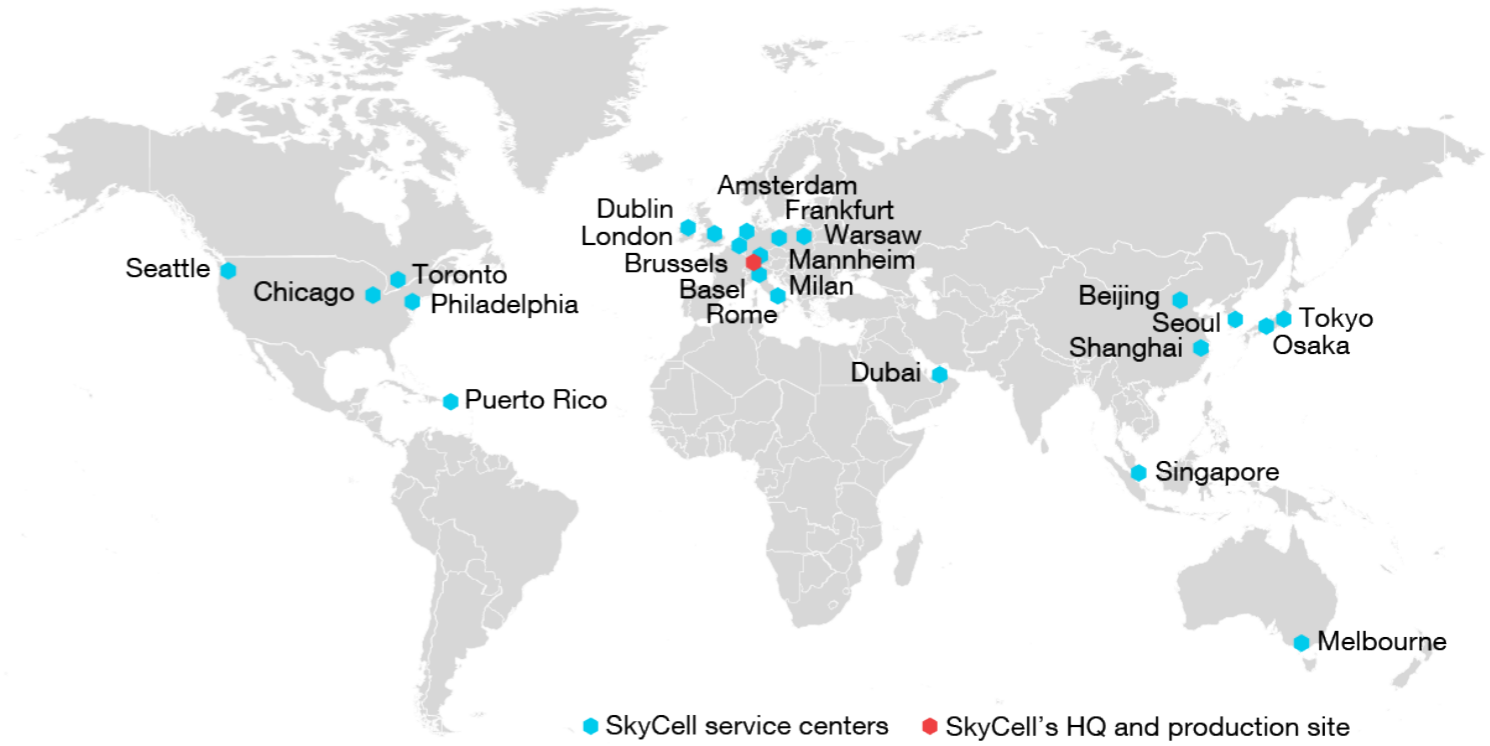 Amsterdam
Dublin
Frankfurt
London
Warsaw
Brussels
Mannheim
Seattle
Toronto
Basel
Milan
Chicago
Philadelphia
Rome
Beijing
Seoul
Tokyo
Shanghai
Osaka
Dubai
Puerto Rico
Singapore
Melbourne
SkyCell service centers
SkyCell's HQ and production site